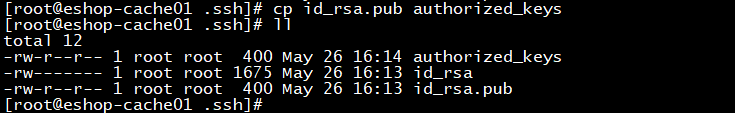 [root@eshop-cache01 .ssh]# cp id_rsa.pub authorized_keys
[root@eshop-cache01 .ssh]# ll
total 12
-rw-r--r-- 1 root root  400 May 26 16:14 authorized_keys
-rw------- 1 root root 1675 May 26 16:13 id_rsa
-rw-r--r-- 1 root root  400 May 26 16:13 id_rsa.pub
[root@eshop-cache01 .ssh]#